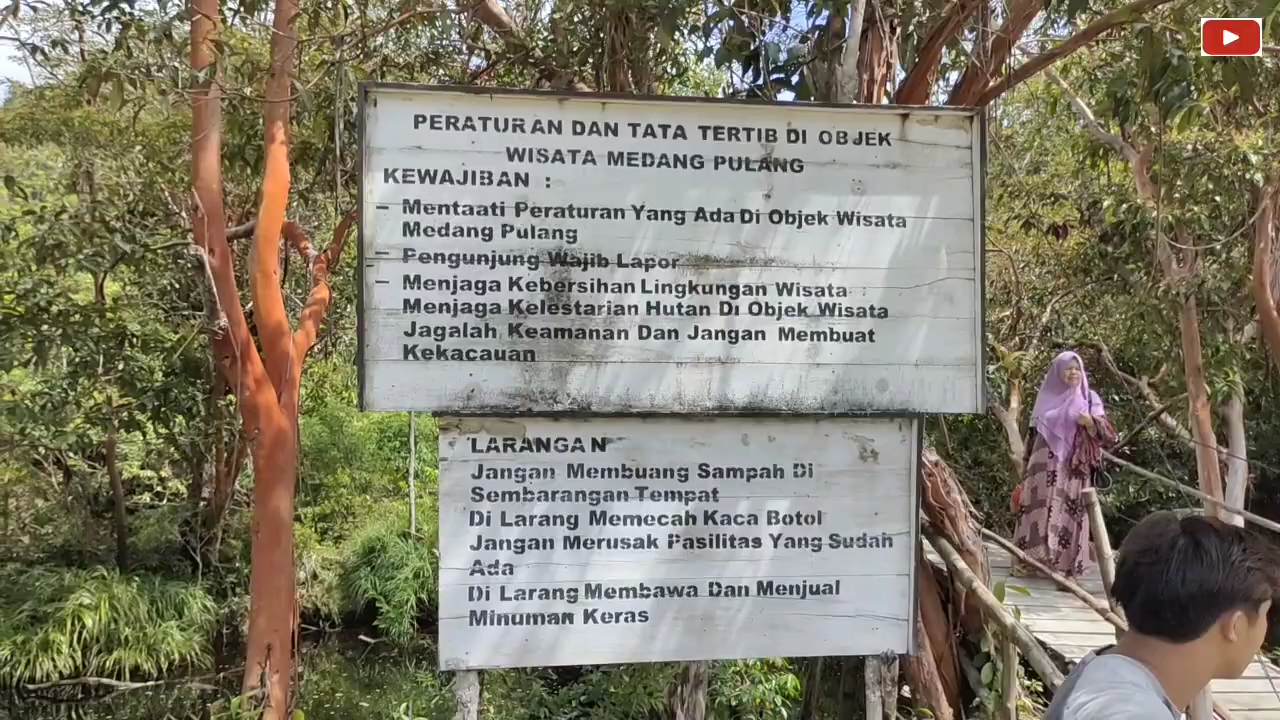 PERATURAN DAN TATA TERTIB DI OBJEK
WISATA MEDANG PULANG
KEWAJIBAN :
- Mentaati Peraturan Yang Ada Di Objek Wisata
Medang Pulang
- Pengunjung Wajib Lapor
- Menjaga Kebersihan Lingkungan Wisata
Menjaga Kelestarian Hutan Di Objek Wisata
Jagalah Keamanan Dan Jangan Membuat
Kekacauan
LARANGAN
Jangan Membuang Sampah Di
Sembarangan Tempat
Di Larang Memecah Kaca Botol
Jangan Merusak Pasilitas Yang Sudah
Ada
Di Larang Membawa Dan Menjual
Minuman Keras